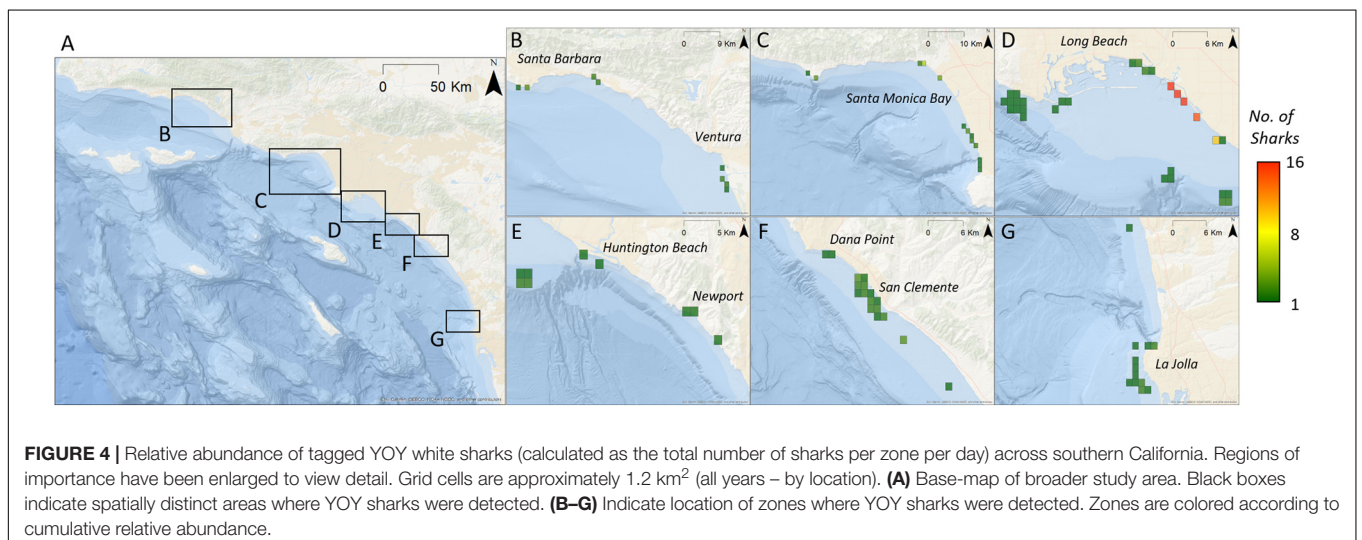 A
N
0 50 Km
B
C
D
E
F
G
B
0 9 Km
N
Santa Barbara
Ventura
C
0 10 Km
N
Santa Monica Bay
D
Long Beach
0 6 Km
N
E
0 5 Km
N
Huntington Beach
Newport
F
0 6 Km
N
Dana Point
San Clemente
G
0 6 Km
N
La Jolla
No. of
Sharks
16
8
1
FIGURE 4 | Relative abundance of tagged YOY white sharks (calculated as the total number of sharks per zone per day) across southern California. Regions of
importance have been enlarged to view detail. Grid cells are approximately 1.2 km² (all years – by location). (A) Base-map of broader study area. Black boxes
indicate spatially distinct areas where YOY sharks were detected. (B–G) Indicate location of zones where YOY sharks were detected. Zones are colored according to
cumulative relative abundance.